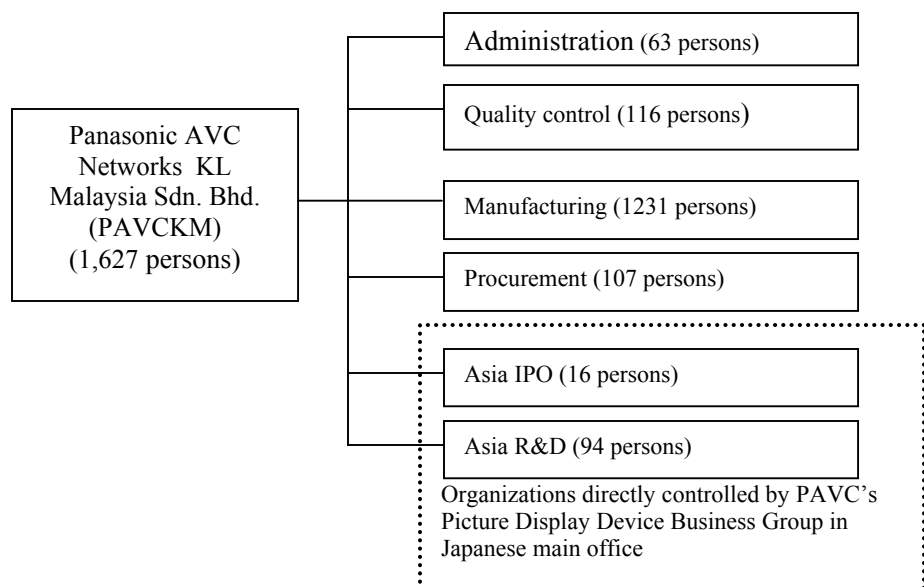 Panasonic AVC
Networks KL
Malaysia Sdn. Bhd.
(PAVCKM)
(1,627 persons)
Administration (63 persons)
Quality control (116 persons)
Manufacturing (1231 persons)
Procurement (107 persons)
Asia IPO (16 persons)
Asia R&D (94 persons)
Organizations directly controlled by PAVC’s
Picture Display Device Business Group in
Japanese main office